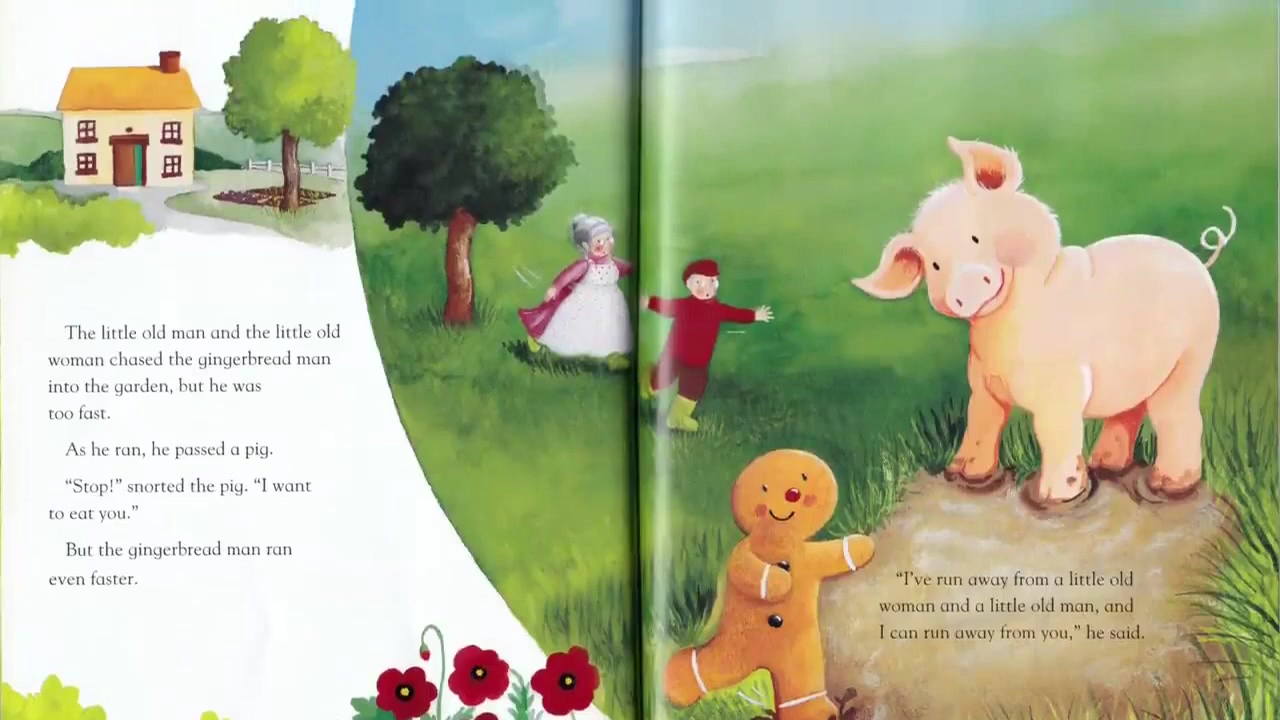 The little old man and the little old
woman chased the gingerbread man
into the garden, but he was
too fast.
As he ran, he passed a pig.
“Stop!” snorted the pig. “I want
to eat you.”
But the gingerbread man ran
even faster.
“I’ve run away from a little old
woman and a little old man, and
I can run away from you,” he said.